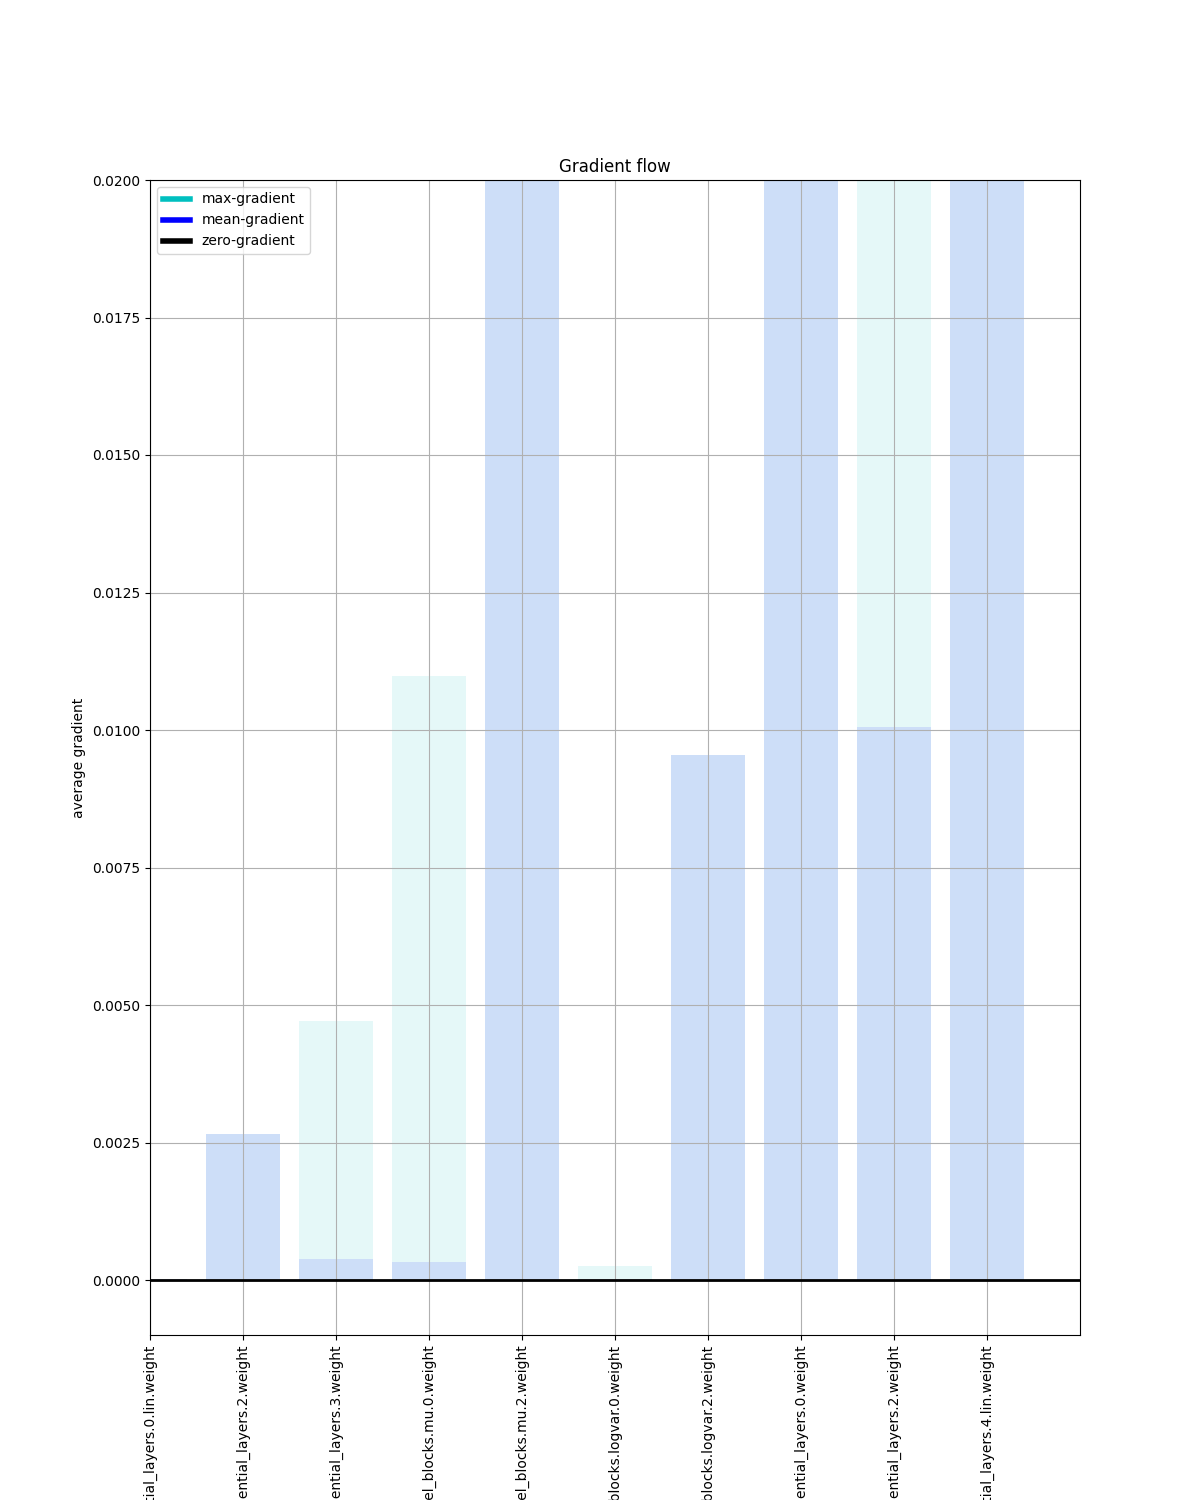 Gradient flow
max-gradient
mean-gradient
zero-gradient
0.0200
0.0175
0.0150
0.0125
0.0100
0.0075
0.0050
0.0025
0.0000
average gradient
tial_layers.0.lin.weight
ential_layers.2.weight
ential_layers.3.weight
el_blocks.mu.0.weight
el_blocks.mu.2.weight
blocks.logvar.0.weight
blocks.logvar.2.weight
ential_layers.0.weight
ential_layers.2.weight
tial_layers.4.lin.weight